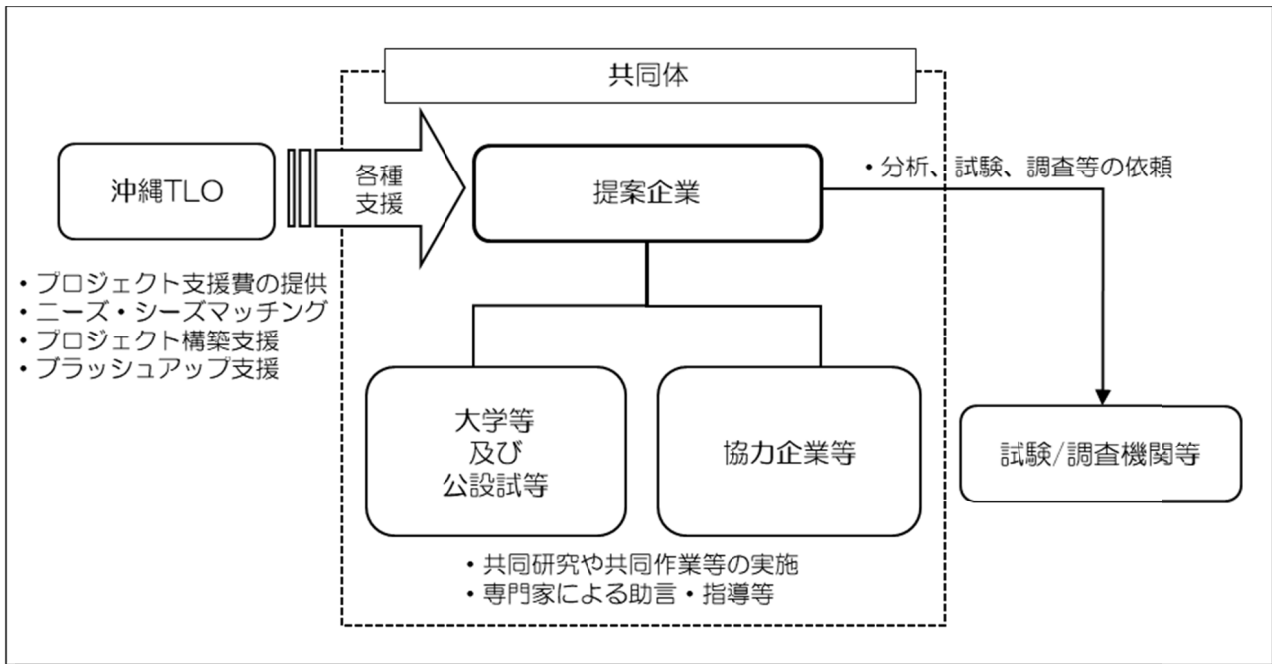 共同体
沖縄TLO
各種
支援
提案企業
・分析、試験、調査等の依頼
・プロジェクト支援費の提供
・ニーズ・シーズマッチング
・プロジェクト構築支援
・ブラッシュアップ支援
大学等
及び
公設試等
協力企業等
試験/調査機関等
・共同研究や共同作業等の実施
・専門家による助言・指導等